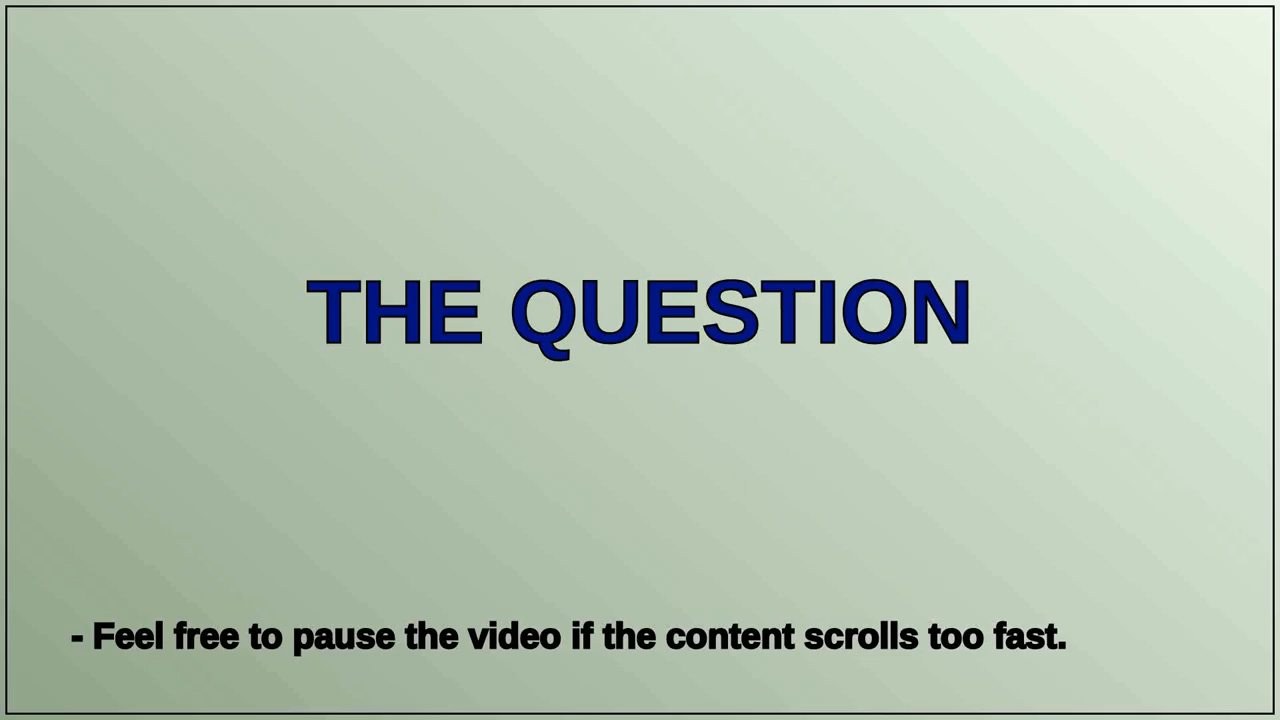 THE QUESTION
- Feel free to pause the video if the content scrolls too fast.